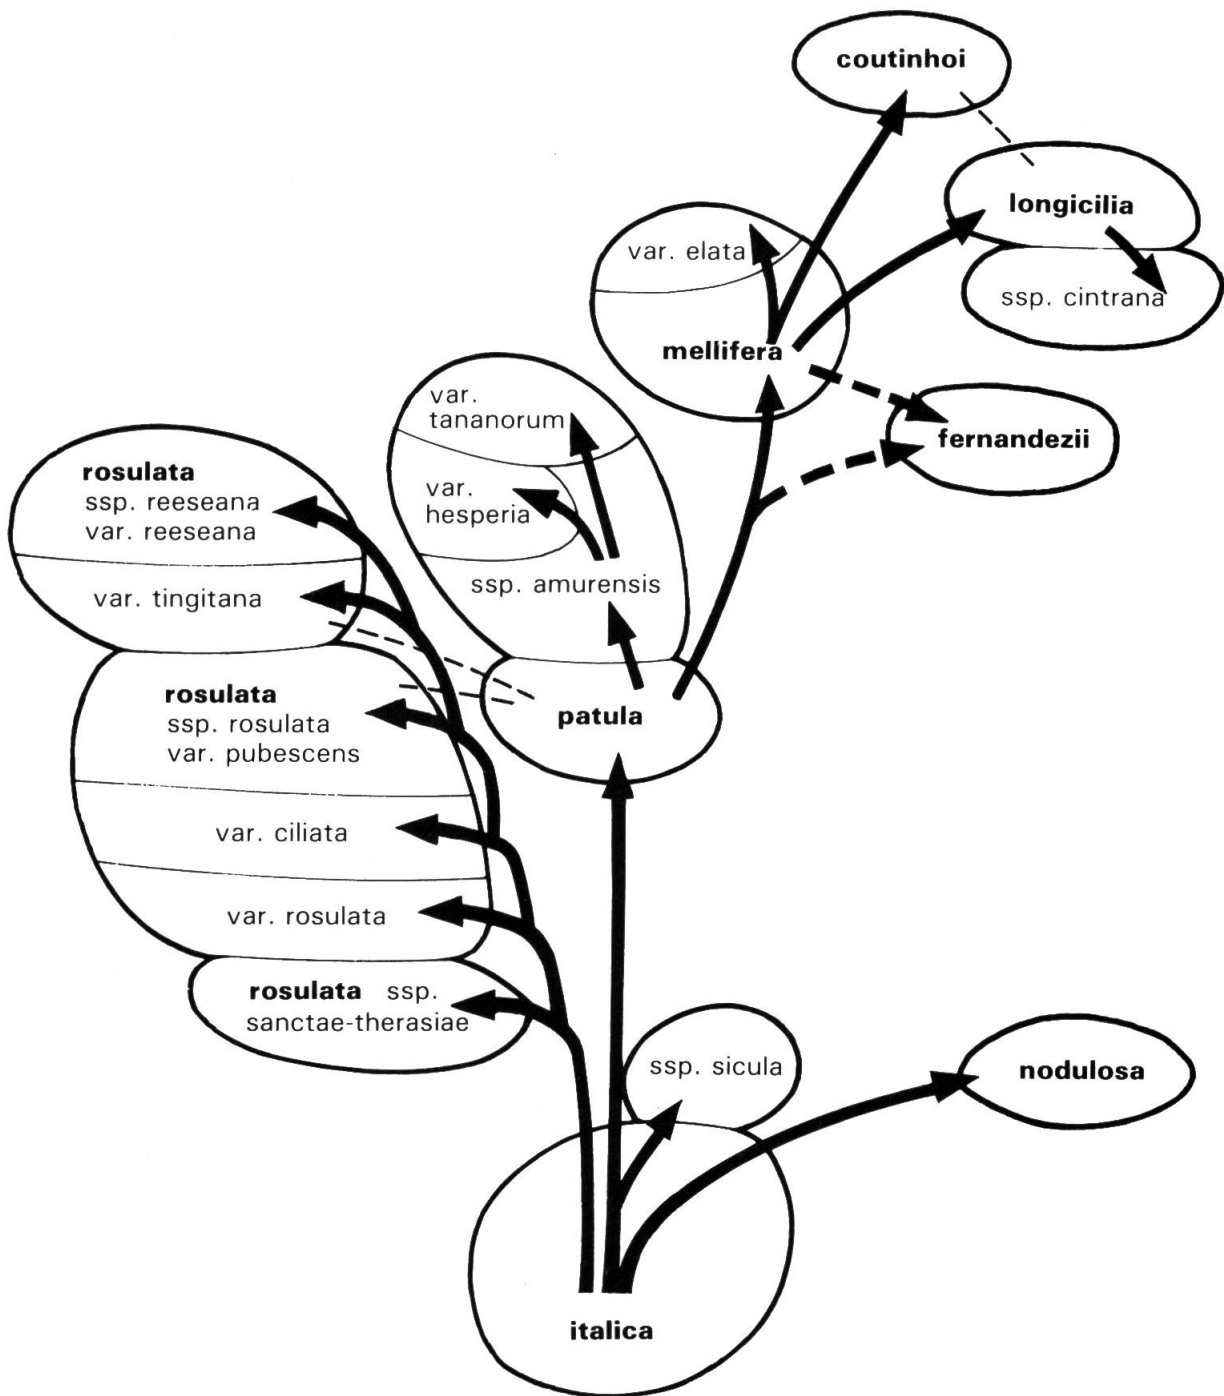 coutinhoi
longicilia
ssp. cintrana
var. elata
mellifera
fernandezii
var.
tananorum
var.
hesperia
ssp. amurensis
patula
rosulata
ssp. reeseana
var. reeseana
var. tingitana
rosulata
ssp. rosulata
var. pubescens
var. ciliata
var. rosulata
rosulata ssp.
sanctae-therasiae
ssp. sicula
nodulosa
italica